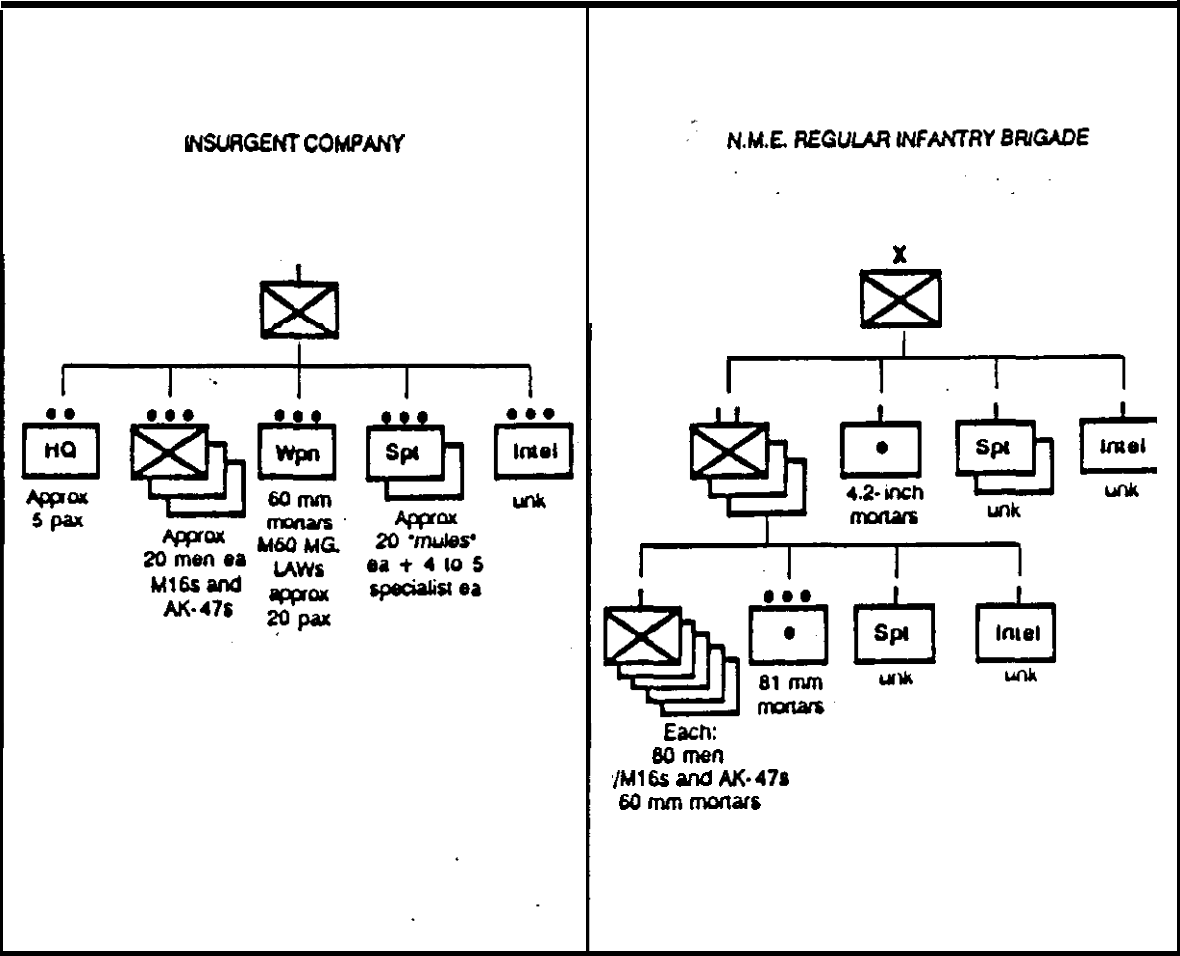 INSURGENT COMPANY
HQ
Approx
5 pax
Approx
20 men ea
M16s and
AK-47s
Wpn
60 mm
mortars
M60 MG.
LAWs
approx
20 pax
Spt
Approx
20 "mules"
ea + 4 to 5
specialist ea
Intel
unk
N.M.E. REGULAR INFANTRY BRIGADE
X
4.2-inch
mortars
Spt
unk
Intel
unk
Each:
80 men
/M16s and AK-47s
60 mm mortars
81 mm
mortars
Spt
unk
Intel
unk